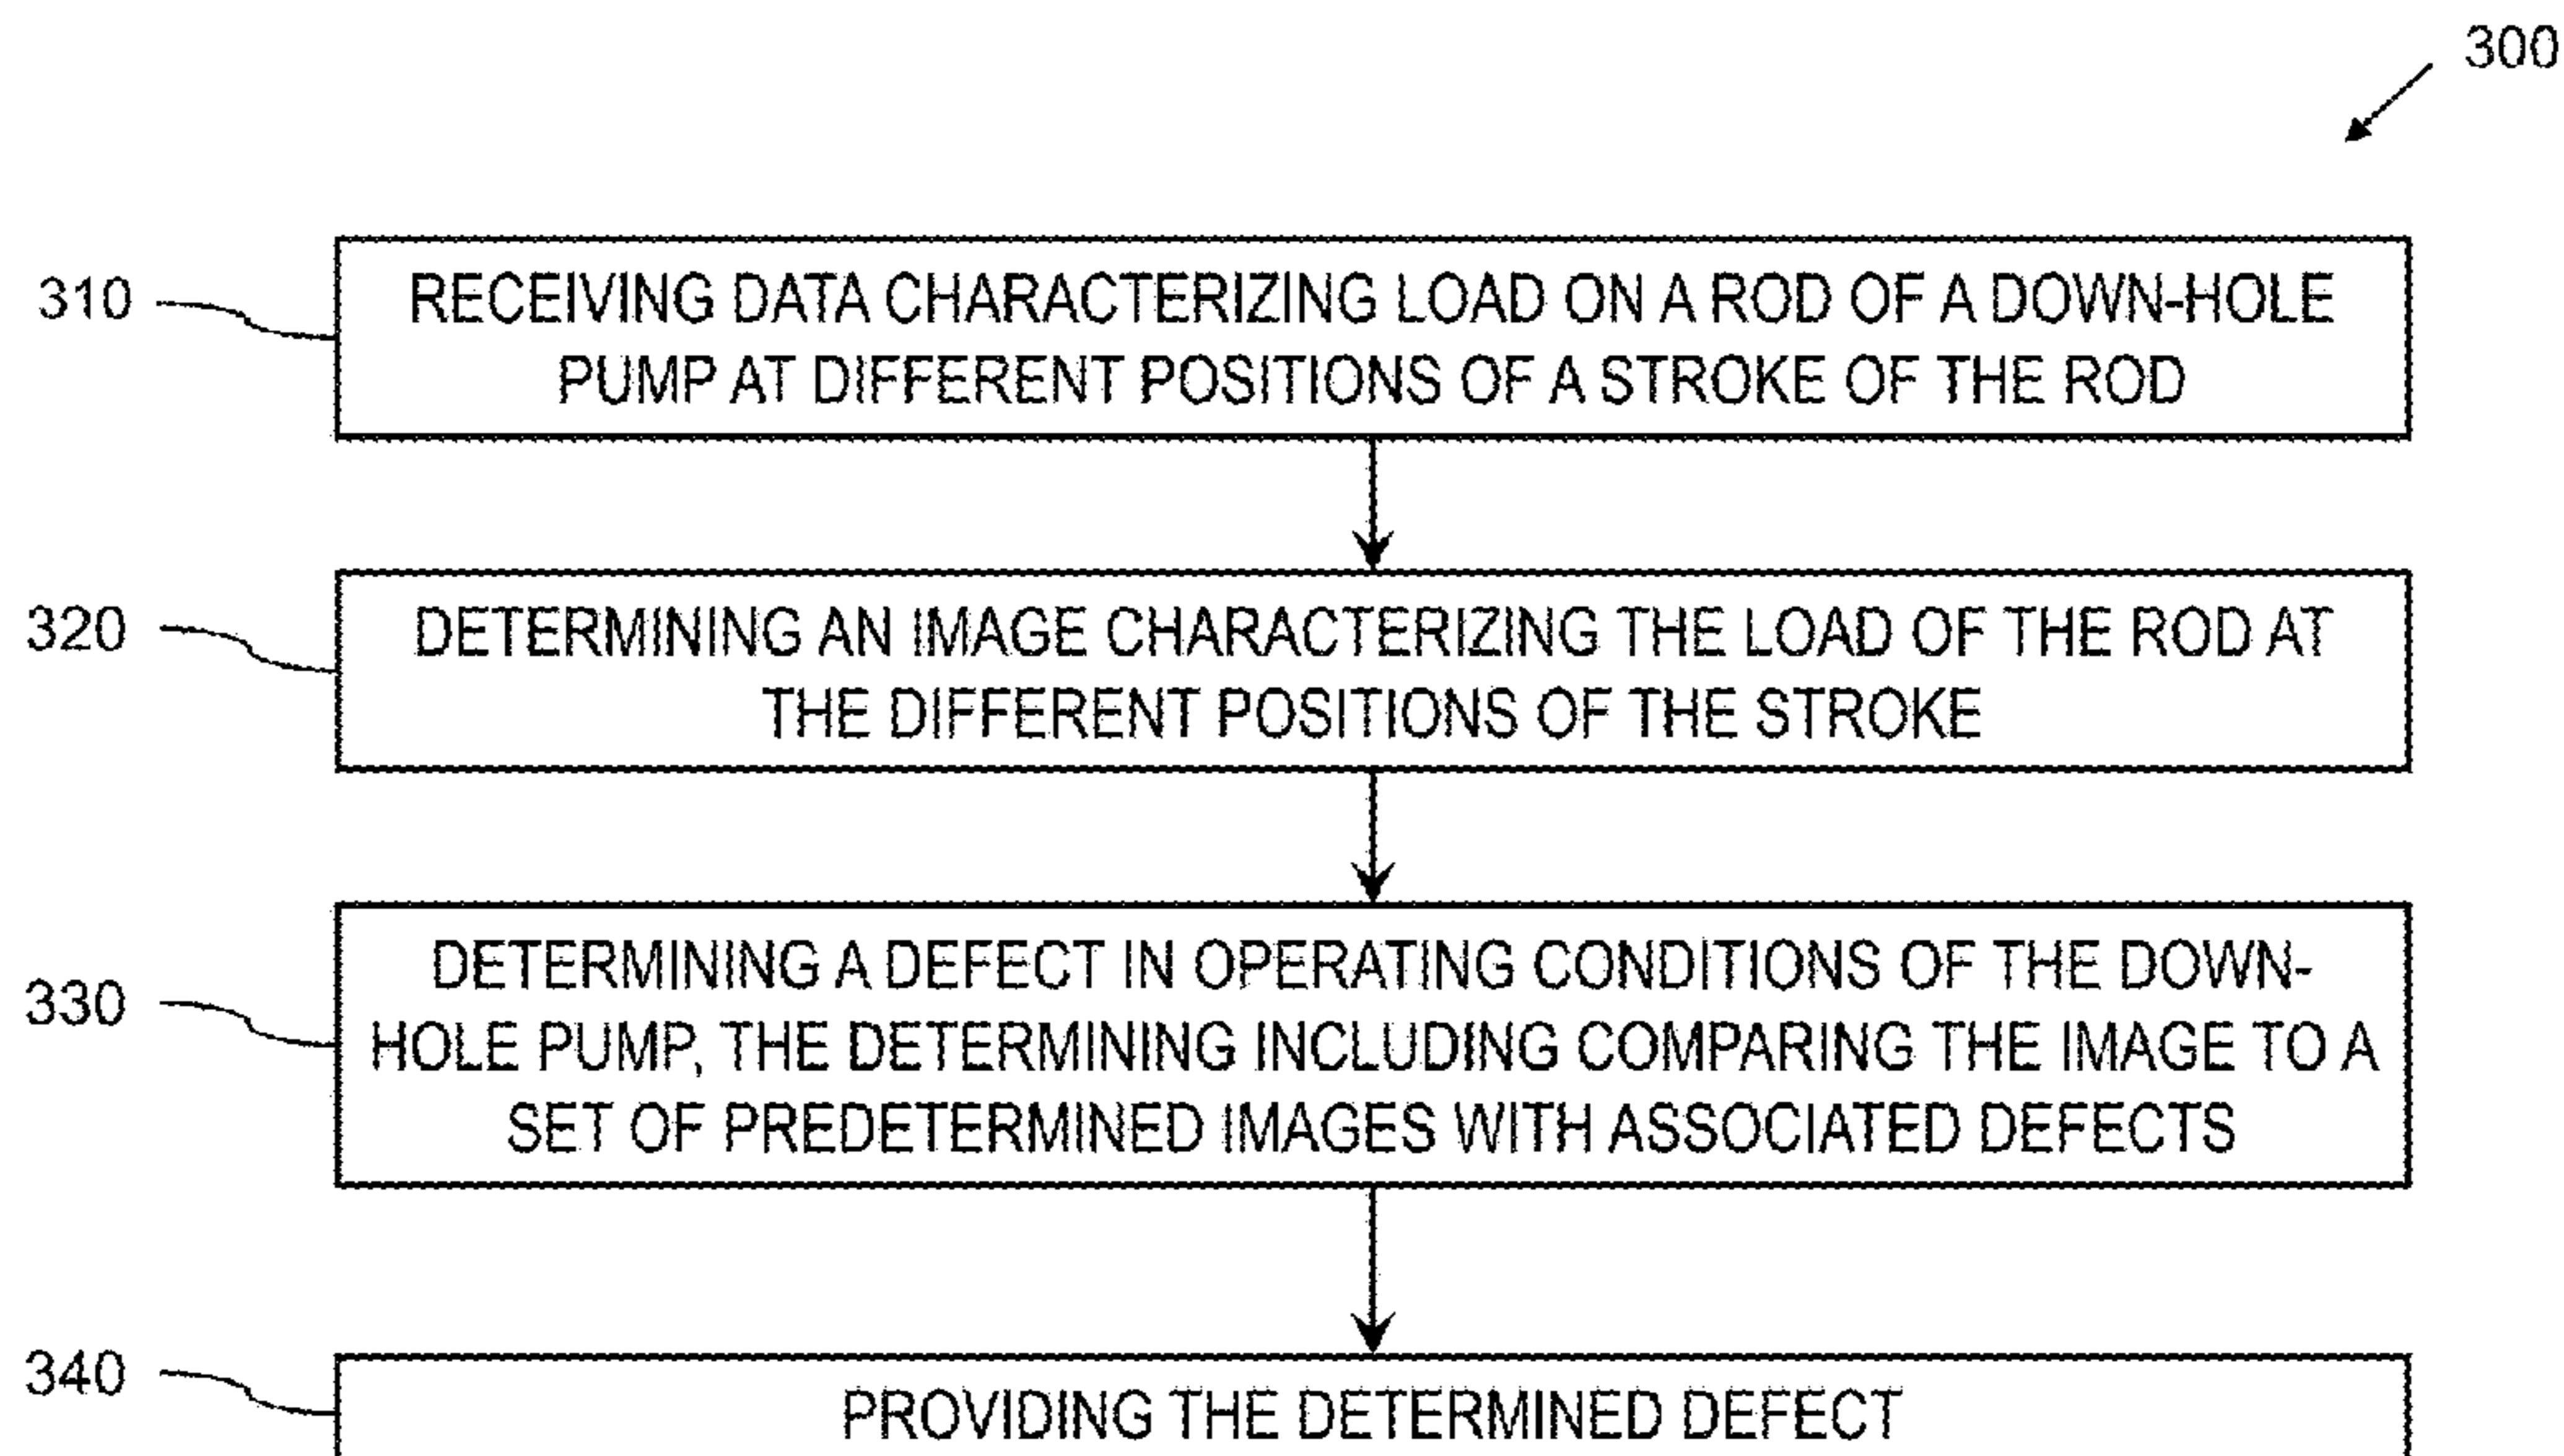 300
310
RECEIVING DATA CHARACTERIZING LOAD ON A ROD OF A DOWN-HOLE
PUMP AT DIFFERENT POSITIONS OF A STROKE OF THE ROD
320
DETERMINING AN IMAGE CHARACTERIZING THE LOAD OF THE ROD AT
THE DIFFERENT POSITIONS OF THE STROKE
330
DETERMINING A DEFECT IN OPERATING CONDITIONS OF THE DOWN-
HOLE PUMP, THE DETERMINING INCLUDING COMPARING THE IMAGE TO A
SET OF PREDETERMINED IMAGES WITH ASSOCIATED DEFECTS
340
PROVIDING THE DETERMINED DEFECT